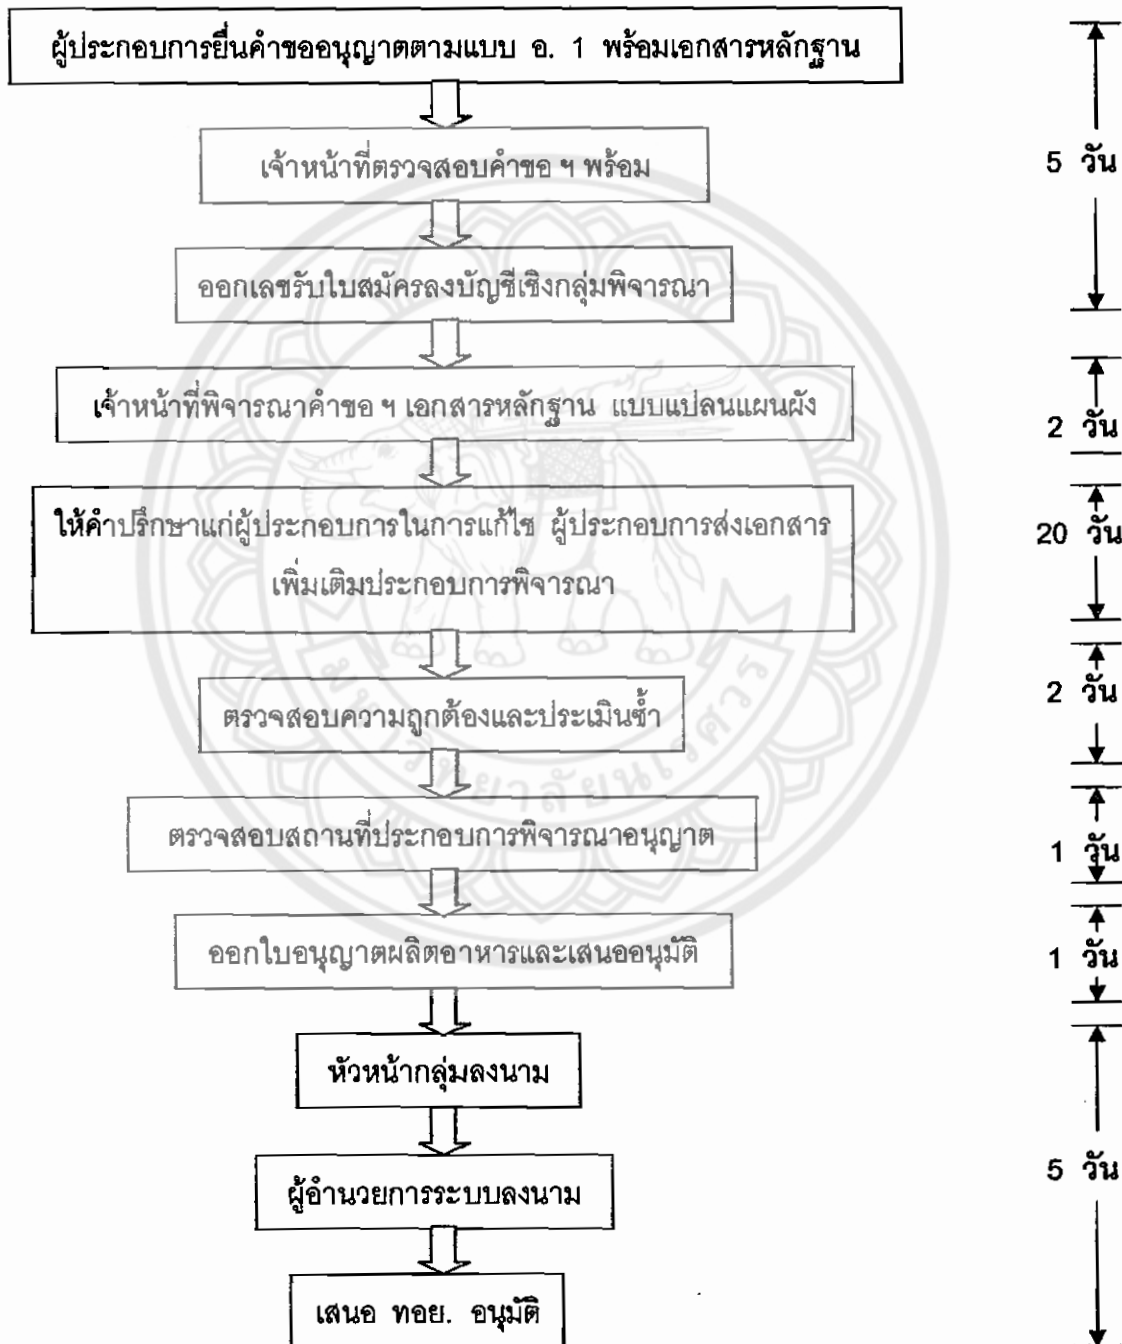 ผู้ประกอบการยื่นคำขออนุญาตตามแบบ อ. 1 พร้อมเอกสารหลักฐาน
เจ้าหน้าที่ตรวจสอบคำขอ ฯ พร้อม
5 วัน
ออกเลขรับใบสมัครลงบัญชีเชิงกลุ่มพิจารณา
เจ้าหน้าที่พิจารณาคำขอ ฯ เอกสารหลักฐาน แบบแปลนแผนผัง
2 วัน
ให้คำปรึกษาแก่ผู้ประกอบการในการแก้ไช ผู้ประกอบการส่งเอกสาร
เพิ่มเติมประกอบการพิจารณา
20 วัน
ตรวจสอบความถูกต้องและประเมินซ้ำ
2 วัน
ตรวจสอบสถานที่ประกอบการพิจารณาอนุญาต
1 วัน
ออกใบอนุญาตผลิตอาหารและเสนออนุมัติ
1 วัน
หัวหน้ากลุ่มลงนาม
ผู้อำนวยการระบบลงนาม
5 วัน
เสนอ ทอย. อนุมัติ
มหาวิทยาลัยนเรศวร